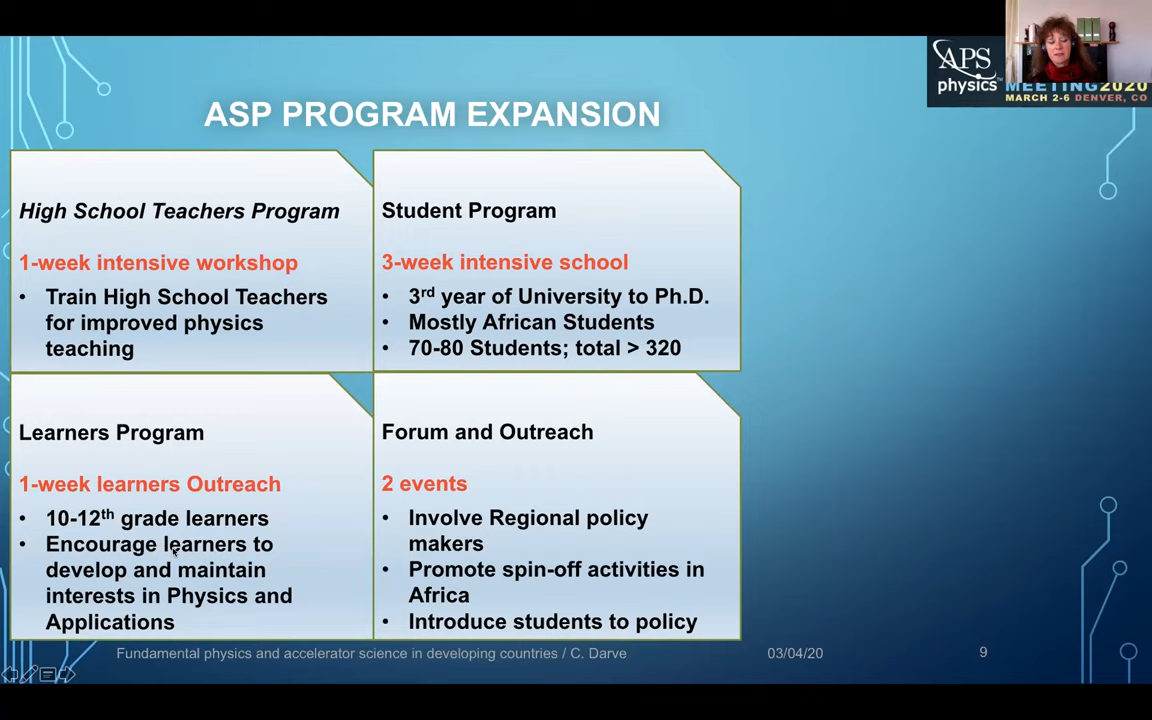 APS
physics™
MEETING2020
MARCH 2-6 DENVER, CO
ASP PROGRAM EXPANSION
High School Teachers Program
1-week intensive workshop
• Train High School Teachers
for improved physics
teaching
Student Program
3-week intensive school
• 3rd year of University to Ph.D.
• Mostly African Students
• 70-80 Students; total > 320
Learners Program
1-week learners Outreach
• 10-12th grade learners
• Encourage learners to
develop and maintain
interests in Physics and
Applications
Forum and Outreach
2 events
• Involve Regional policy
makers
• Promote spin-off activities in
Africa
• Introduce students to policy
Fundamental physics and accelerator science in developing countries / C. Darve
03/04/20
9